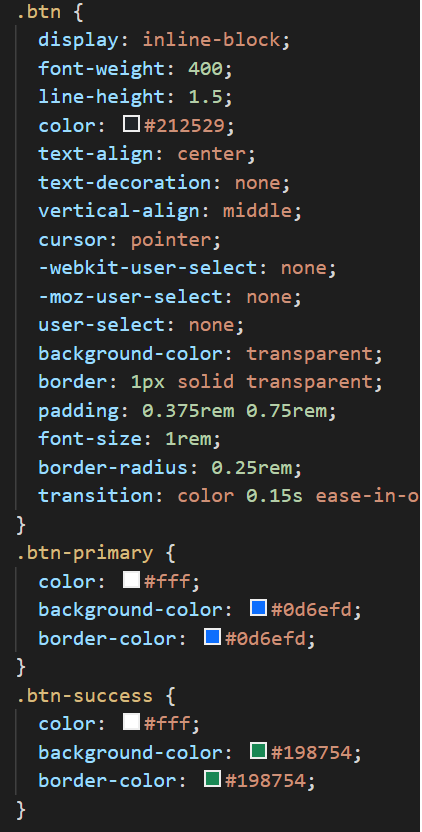 .btn {
display: inline-block;
font-weight: 400;
line-height: 1.5;
color: #212529;
text-align: center;
text-decoration: none;
vertical-align: middle;
cursor: pointer;
-webkit-user-select: none;
-moz-user-select: none;
user-select: none;
background-color: transparent;
border: 1px solid transparent;
padding: 0.375rem 0.75rem;
font-size: 1rem;
border-radius: 0.25rem;
transition: color 0.15s ease-in-o
}
.btn-primary {
color: #fff;
background-color: #0d6efd;
border-color: #0d6efd;
}
.btn-success {
color: #fff;
background-color: #198754;
border-color: #198754;
}